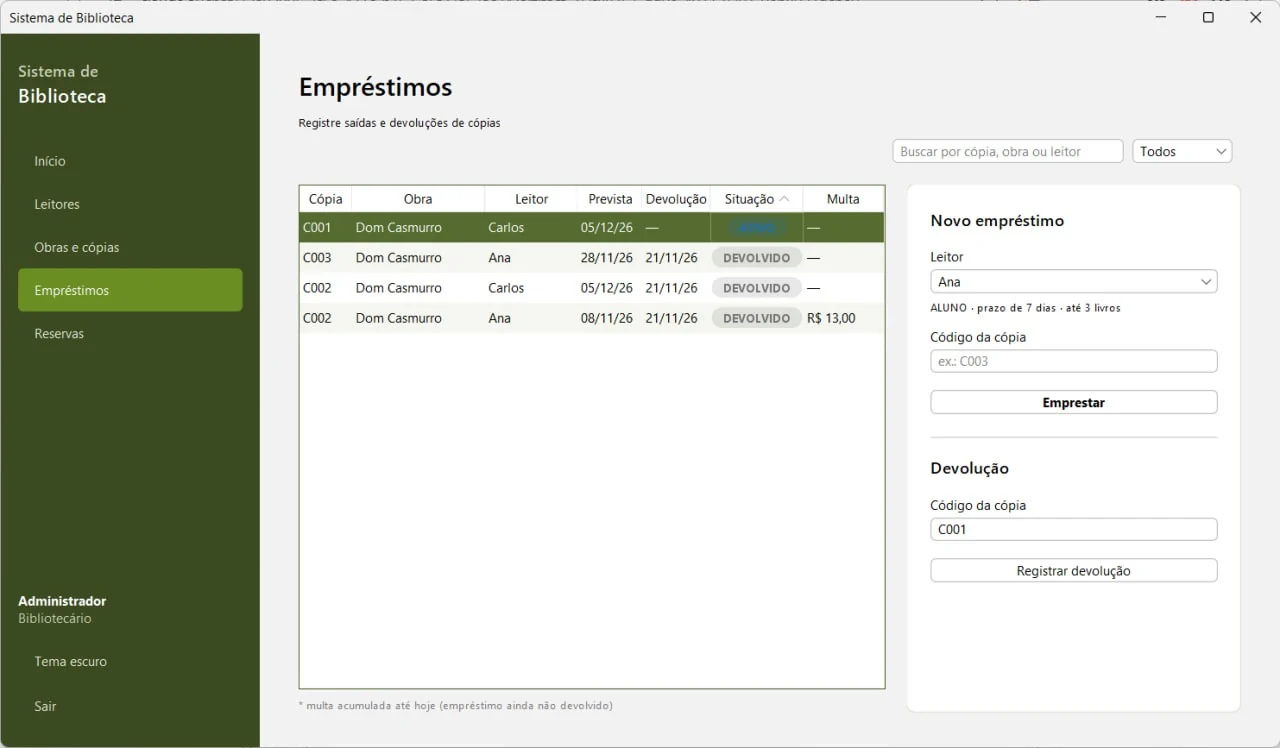 Sistema de Biblioteca
Sistema de
Biblioteca
Início
Leitores
Obras e cópias
Empréstimos
Reservas
Administrador
Bibliotecário
Tema escuro
Sair
Empréstimos
Registre saídas e devoluções de cópias
Buscar por cópia, obra ou leitor
Todos
Cópia Obra Leitor Prevista Devolução Situação Multa
C001 Dom Casmurro Carlos 05/12/26 — —
C003 Dom Casmurro Ana 28/11/26 21/11/26 DEVOLVIDO —
C002 Dom Casmurro Carlos 05/12/26 21/11/26 DEVOLVIDO —
C002 Dom Casmurro Ana 08/11/26 21/11/26 DEVOLVIDO R$ 13,00
* multa acumulada até hoje (empréstimo ainda não devolvido)
Novo empréstimo
Leitor
Ana
ALUNO · prazo de 7 dias · até 3 livros
Código da cópia
ex.: C003
Emprestar
Devolução
Código da cópia
C001
Registrar devolução